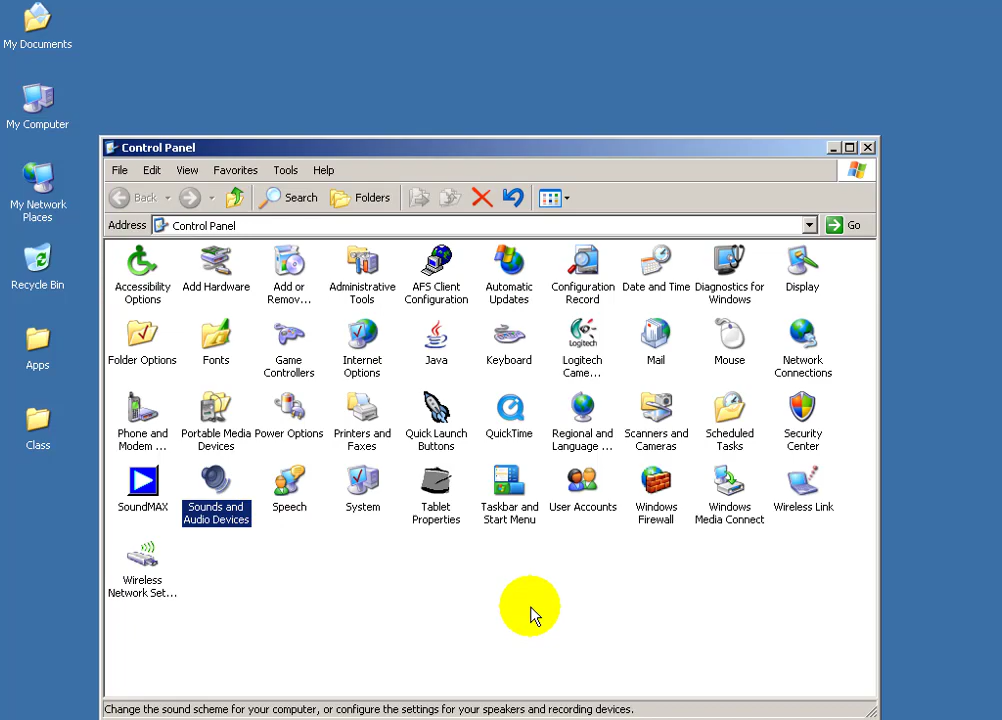 My Documents
My Computer
My Network
Places
Recycle Bin
Apps
Class
Control Panel
File Edit View Favorites Tools Help
Back Search Folders
Address Control Panel Go
Accessibility
Options
Add Hardware
Add or
Remov...
Administrative
Tools
AFS Client
Configuration
Automatic
Updates
Configuration
Record
Date and Time
Diagnostics for
Windows
Display
Folder Options
Fonts
Game
Controllers
Internet
Options
Java
Keyboard
Logitech
Logitech
Came...
Mail
Mouse
Network
Connections
Phone and
Modem ...
Portable Media
Devices
Power Options
Printers and
Faxes
Quick Launch
Buttons
QuickTime
Regional and
Language ...
Scanners and
Cameras
Scheduled
Tasks
Security
Center
SoundMAX
Sounds and
Audio Devices
Speech
System
Tablet
Properties
Taskbar and
Start Menu
User Accounts
Windows
Firewall
Windows
Media Connect
Wireless Link
Wireless
Network Set...
Change the sound scheme for your computer, or configure the settings for your speakers and recording devices.